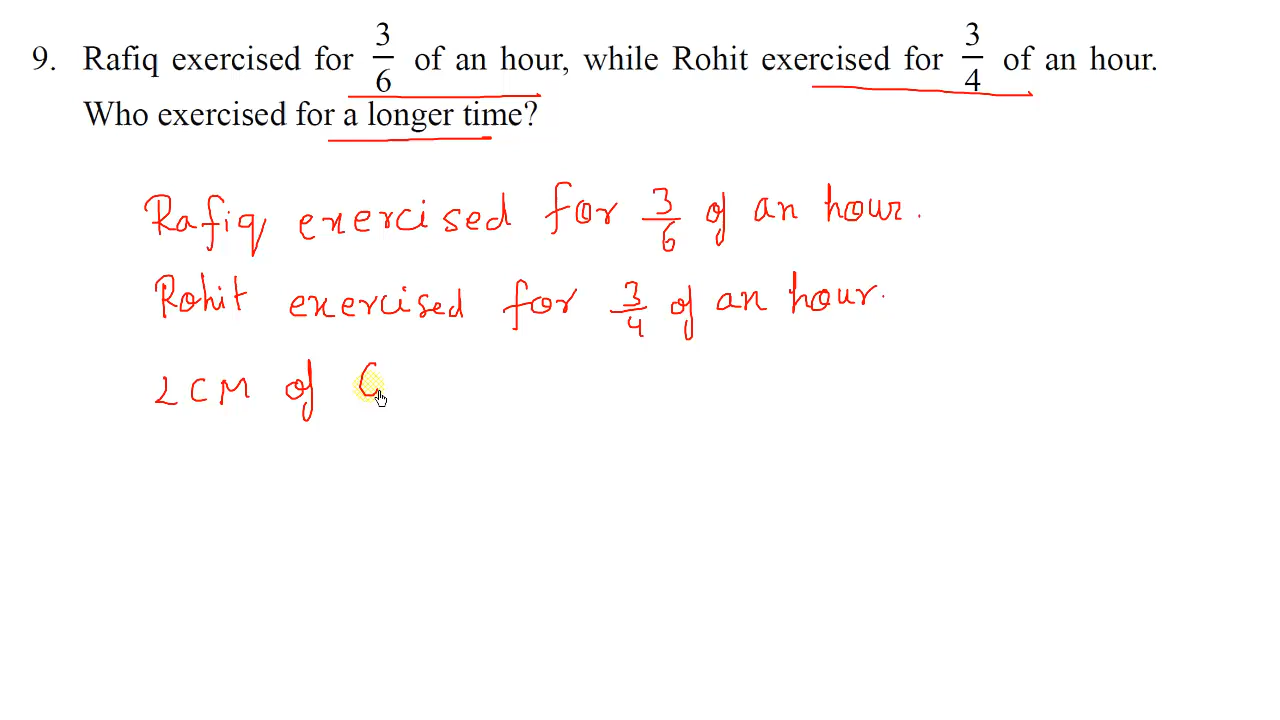 9. Rafiq exercised for 3/6 of an hour, while Rohit exercised for 3/4 of an hour.
Who exercised for a longer time?
Rafiq exercised for 3/6 of an hour.
Rohit exercised for 3/4 of an hour.
LCM of